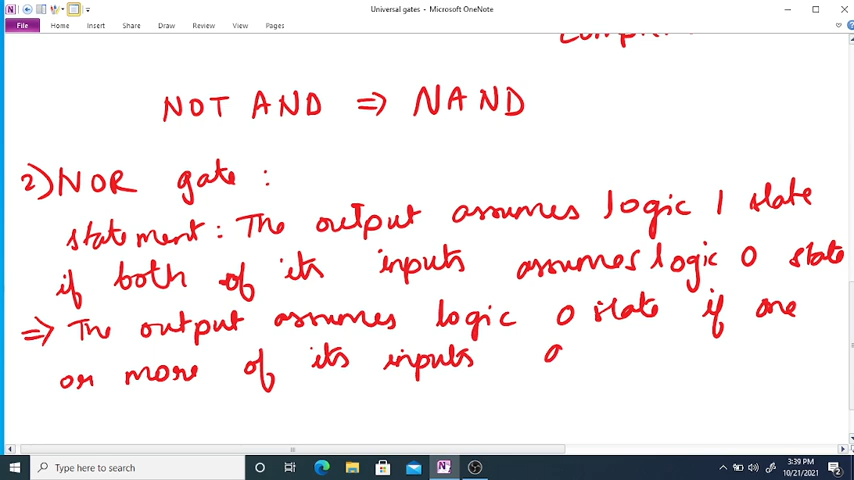 Universal gates - Microsoft OneNote
File Home Insert Draw Review View Pages
NOT AND => NAND
2) NOR gate :
statement : The output assumes logic 1 state
if both of its inputs assumes logic 0 state
=> The output assumes logic 0 state if one
or more of its inputs a
Type here to search
3:39 PM
10/21/2021
2